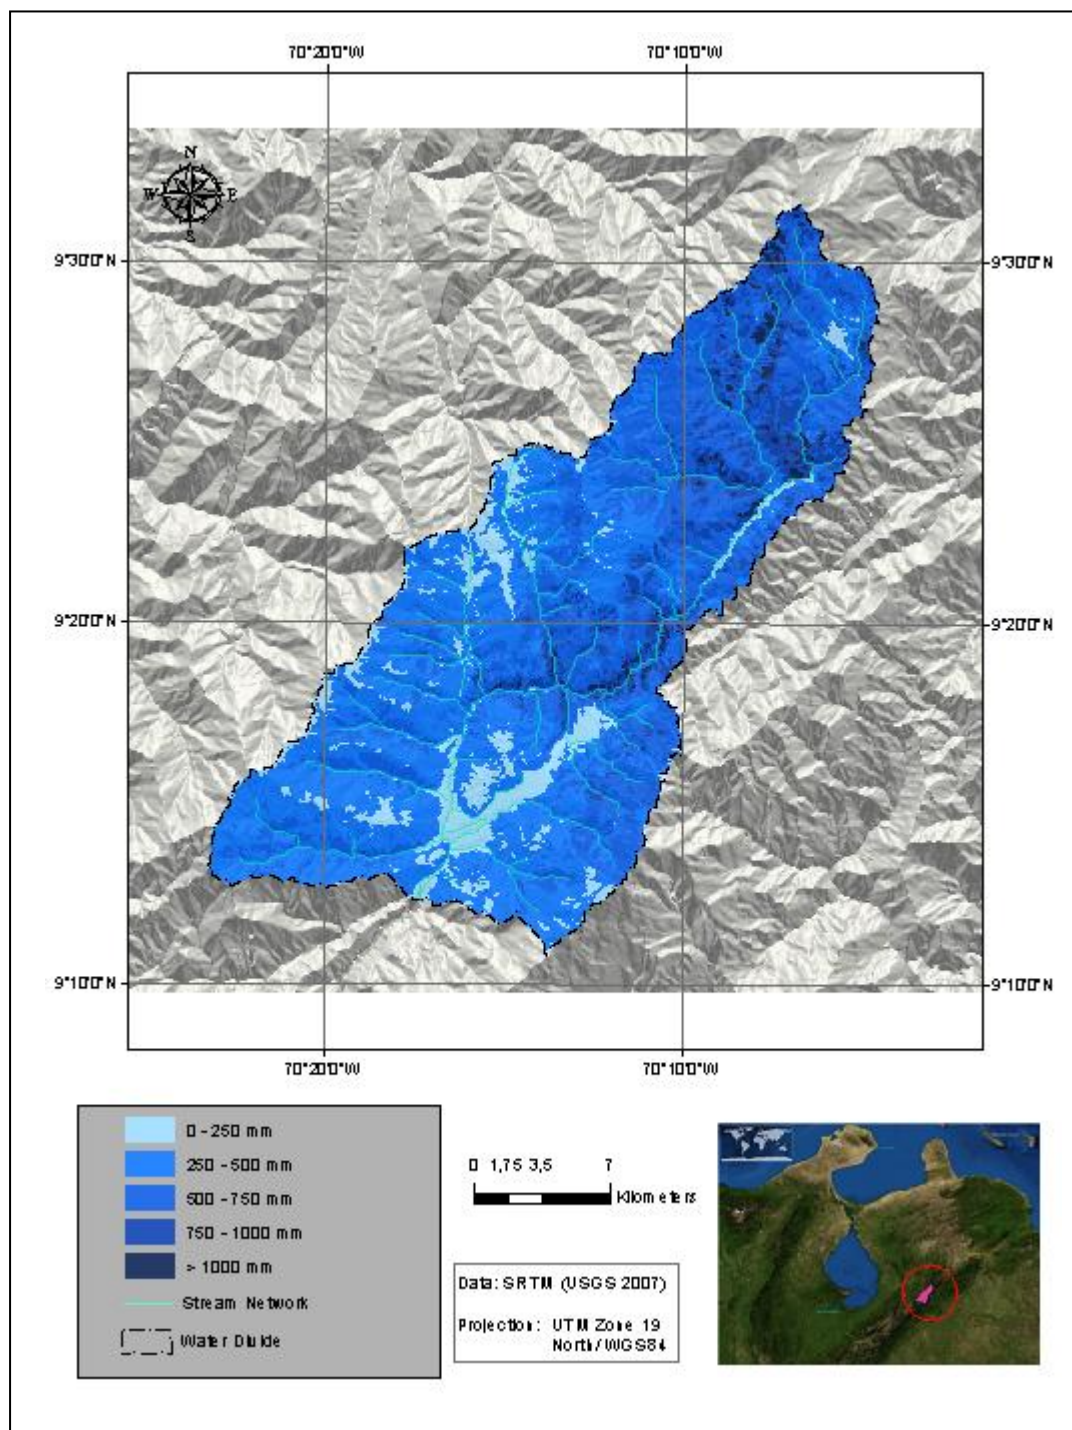 70°20'0"W 70°10'0"W
N
W E
S
9°30'0"N 9°30'0"N
9°20'0"N 9°20'0"N
9°10'0"N 9°10'0"N
70°20'0"W 70°10'0"W
0 - 250 mm
250 - 500 mm
500 - 750 mm
750 - 1000 mm
> 1000 mm
Stream Network
Water Divide
0 1,75 3,5 7
Kilometers
Data: SRTM (USGS 2007)
Projection: UTM Zone 19
North/WGS84